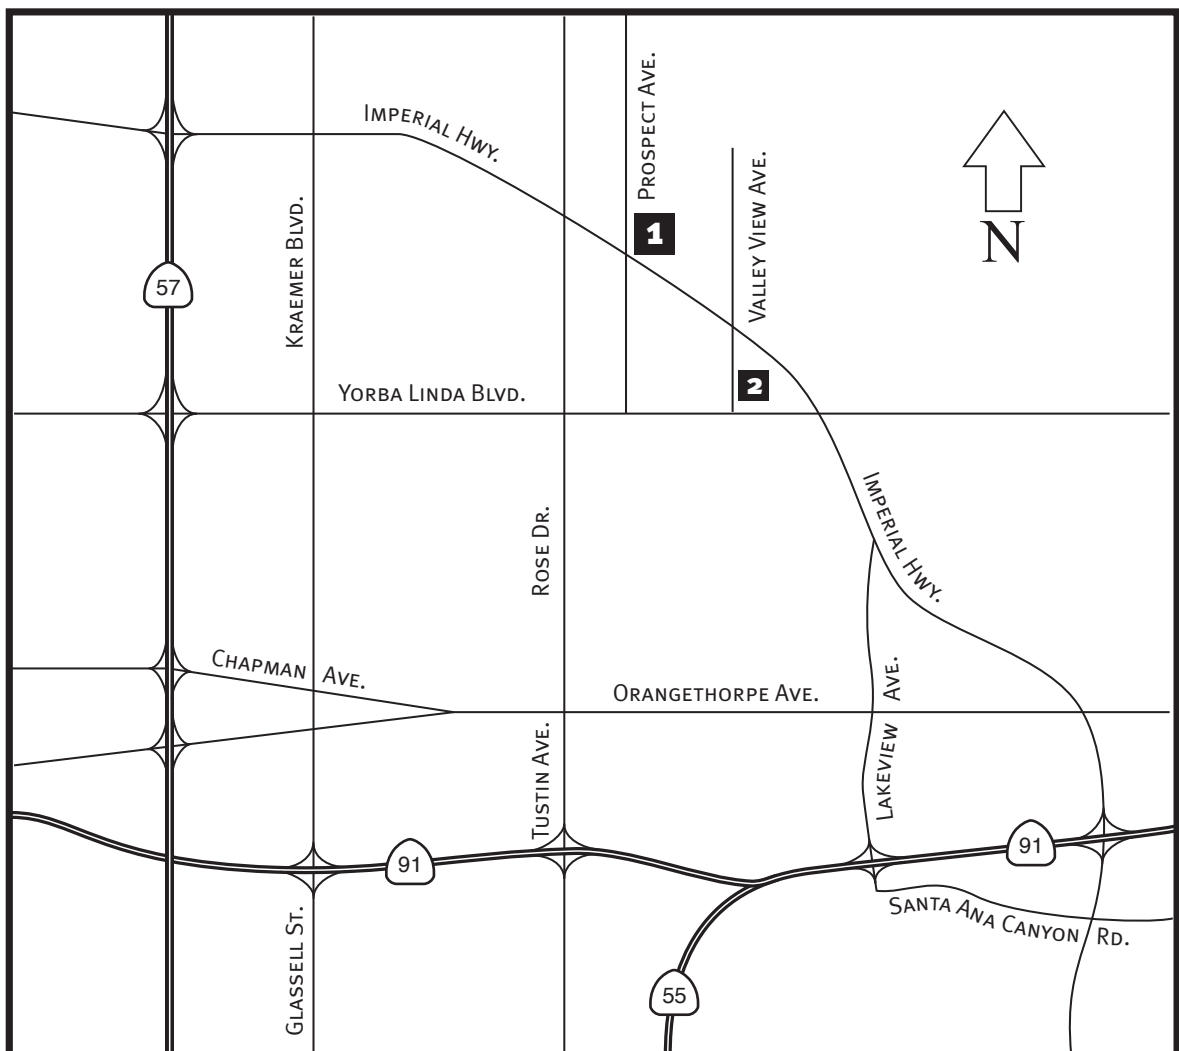 IMPERIAL HWY.
PROSPECT AVE.
VALLEY VIEW AVE.
KRAEMER BLVD.
1
N
57
2
YORBA LINDA BLVD.
IMPERIAL HWY.
ROSE DR.
CHAPMAN AVE.
ORANGETHORPE AVE.
LAKEVIEW AVE.
TUSTIN AVE.
91
91
SANTA ANA CANYON RD.
GLASSELL ST.
55